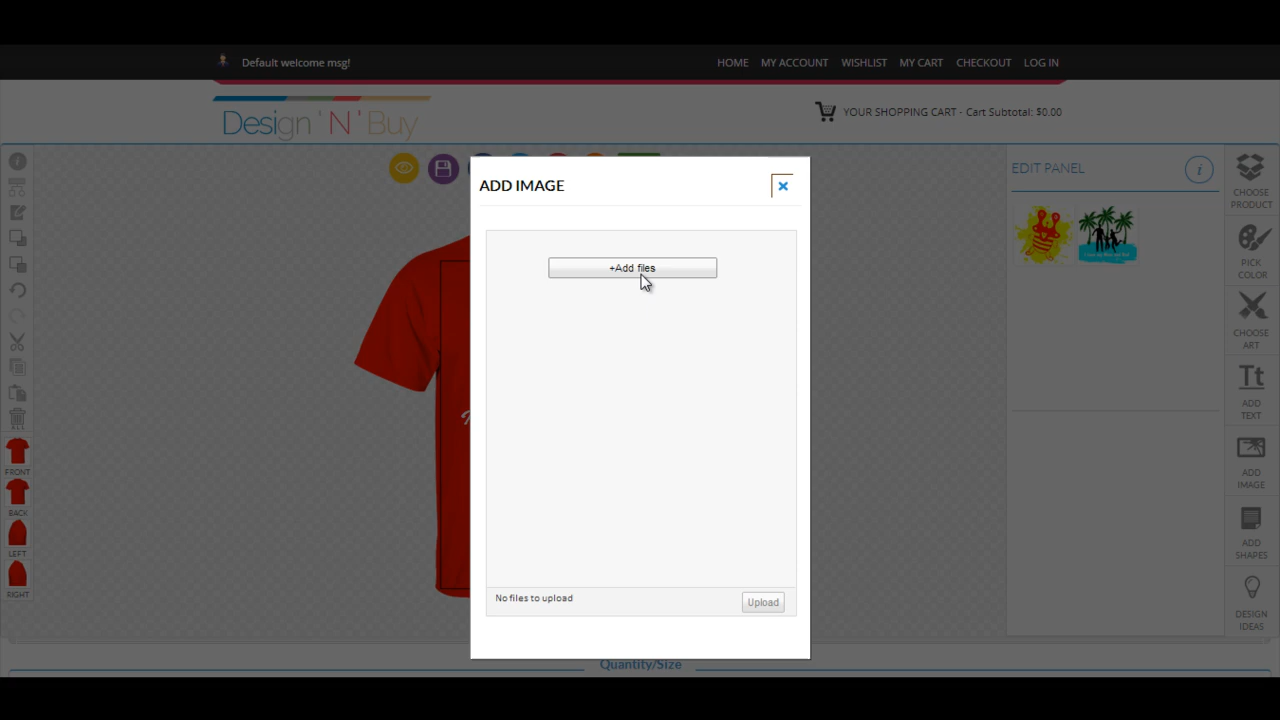 Default welcome msg!
HOME MY ACCOUNT WISHLIST MY CART CHECKOUT LOG IN
Design 'N' Buy
YOUR SHOPPING CART - Cart Subtotal: $0.00
ADD IMAGE
+Add files
No files to upload
Upload
EDIT PANEL
i
CHOOSE
PRODUCT
PICK
COLOR
CHOOSE
ART
Tt
ADD
TEXT
ADD
IMAGE
ADD
SHAPES
DESIGN
IDEAS
ALL
FRONT
BACK
LEFT
RIGHT
Quantity/Size